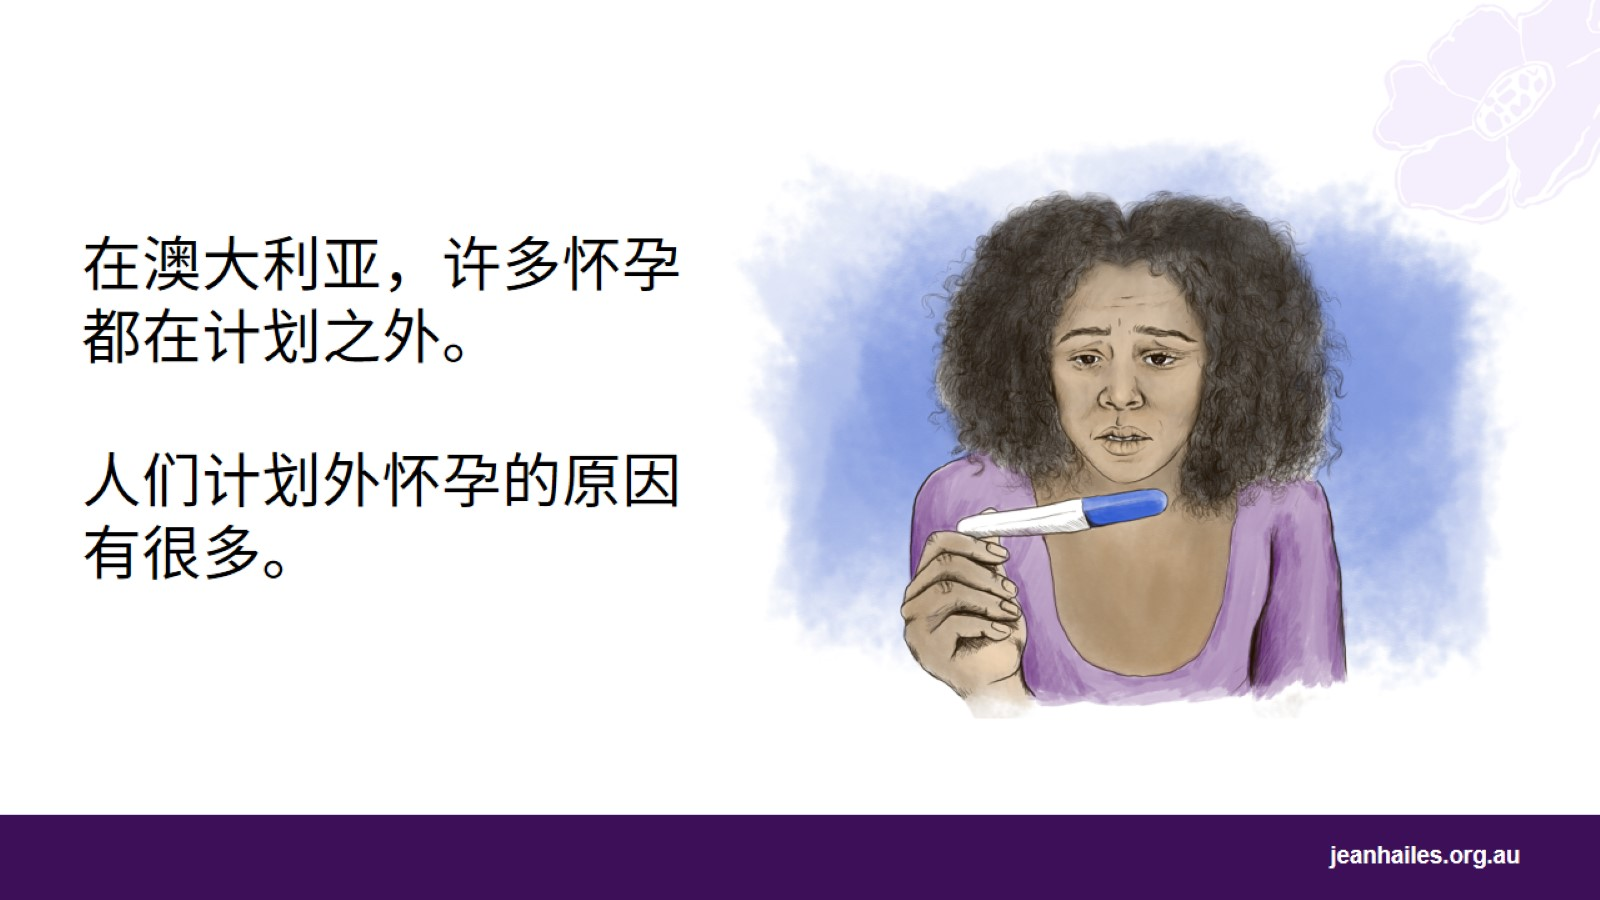 在澳大利亚，许多怀孕
都在计划之外。
人们计划外怀孕的原因
有很多。
jeanhailes.org.au